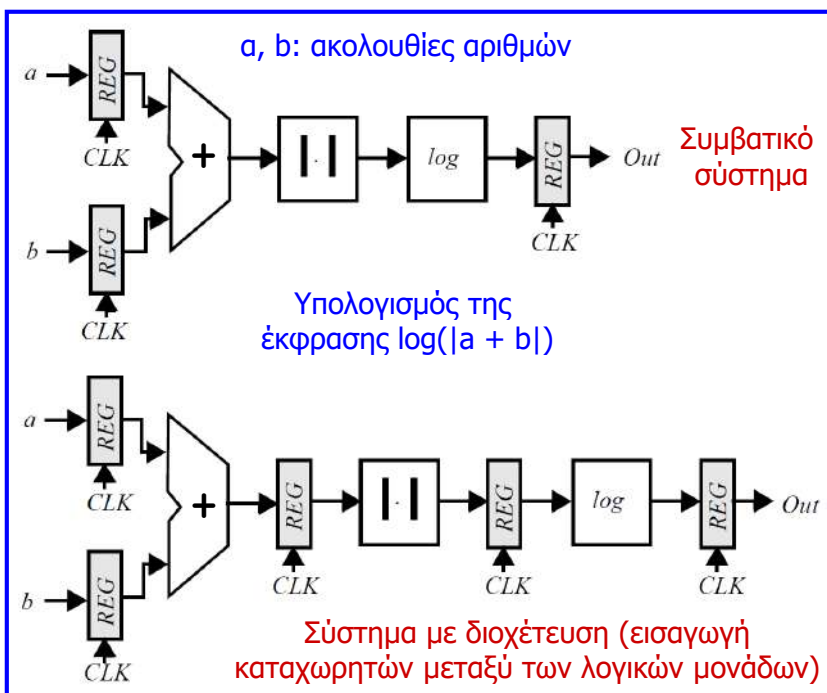 a, b: ακολουθίες αριθμών
a
REG
CLK
+
| · |
log
REG
Out
CLK
Συμβατικό
σύστημα
b
REG
CLK
Υπολογισμός της
έκφρασης log(|a + b|)
a
REG
CLK
+
REG
CLK
| · |
REG
CLK
log
REG
CLK
Out
b
REG
CLK
Σύστημα με διοχέτευση (εισαγωγή
καταχωρητών μεταξύ των λογικών μονάδων)